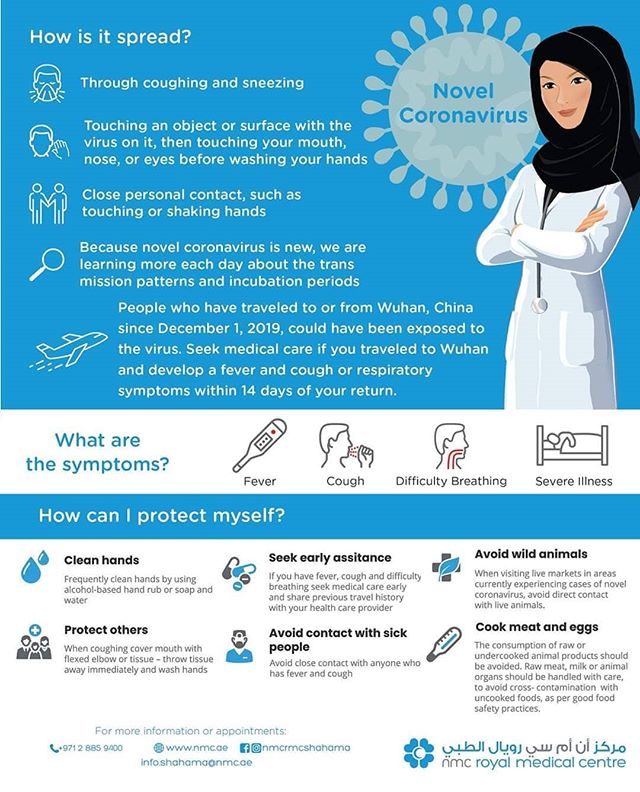 How is it spread?
Novel
Coronavirus
Through coughing and sneezing
Touching an object or surface with the
virus on it, then touching your mouth,
nose, or eyes before washing your hands
Close personal contact, such as
touching or shaking hands
Because novel coronavirus is new, we are
learning more each day about the trans
mission patterns and incubation periods
People who have traveled to or from Wuhan, China
since December 1, 2019, could have been exposed to
the virus. Seek medical care if you traveled to Wuhan
and develop a fever and cough or respiratory
symptoms within 14 days of your return.
What are
the symptoms?
Fever
Cough
Difficulty Breathing
Severe Illness
How can I protect myself?
Clean hands
Frequently clean hands by using
alcohol-based hand rub or soap and
water
Seek early assitance
If you have fever, cough and difficulty
breathing seek medical care early
and share previous travel history
with your health care provider
Avoid wild animals
When visiting live markets in areas
currently experiencing cases of novel
coronavirus, avoid direct contact
with live animals.
Protect others
When coughing cover mouth with
flexed elbow or tissue – throw tissue
away immediately and wash hands
Avoid contact with sick
people
Avoid close contact with anyone who
has fever and cough
Cook meat and eggs
The consumption of raw or
undercooked animal products should
be avoided. Raw meat, milk or animal
organs should be handled with care,
to avoid cross- contamination with
uncooked foods, as per good food
safety practices.
For more information or appointments:
+971 2 885 9400
www.nmc.ae
nmcrmcshahama
info.shahama@nmc.ae
مركز أن أم سي رويال الطبي
nmc royal medical centre